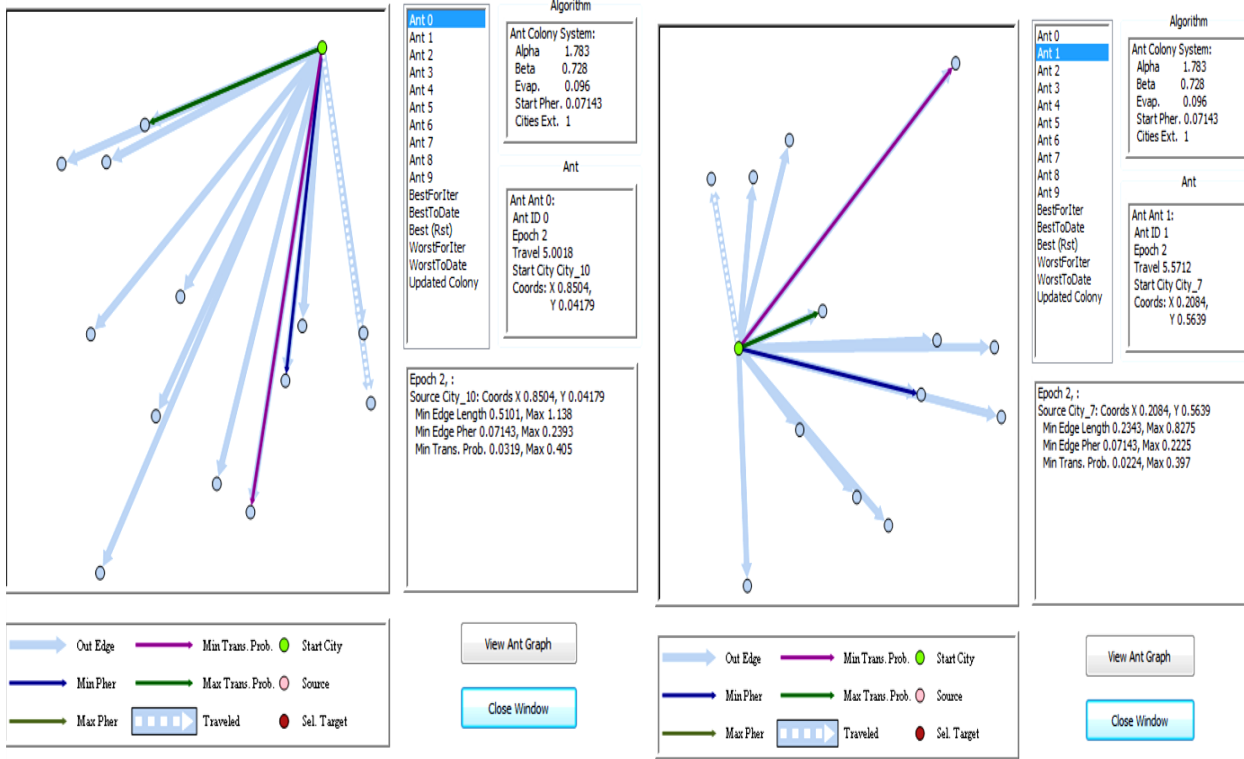 Ant 0
Ant 1
Ant 2
Ant 3
Ant 4
Ant 5
Ant 6
Ant 7
Ant 8
Ant 9
BestForIter
BestToDate
Best (Rst)
WorstForIter
WorstToDate
Updated Colony
Algorithm
Ant Colony System:
Alpha 1.783
Beta 0.728
Evap. 0.096
Start Pher. 0.07143
Cities Ext. 1
Ant
Ant Ant 0:
Ant ID 0
Epoch 2
Travel 5.0018
Start City City_10
Coords: X 0.8504,
Y 0.04179
Epoch 2, :
Source City_10: Coords X 0.8504, Y 0.04179
Min Edge Length 0.5101, Max 1.138
Min Edge Pher 0.07143, Max 0.2393
Min Trans. Prob. 0.0319, Max 0.405
Out Edge Min Trans. Prob. Start City
Min Pher Max Trans. Prob. Source
Max Pher Traveled Sel. Target
View Ant Graph
Close Window
Ant 0
Ant 1
Ant 2
Ant 3
Ant 4
Ant 5
Ant 6
Ant 7
Ant 8
Ant 9
BestForIter
BestToDate
Best (Rst)
WorstForIter
WorstToDate
Updated Colony
Algorithm
Ant Colony System:
Alpha 1.783
Beta 0.728
Evap. 0.096
Start Pher. 0.07143
Cities Ext. 1
Ant
Ant Ant 1:
Ant ID 1
Epoch 2
Travel 5.5712
Start City City_7
Coords: X 0.2084,
Y 0.5639
Epoch 2, :
Source City_7: Coords X 0.2084, Y 0.5639
Min Edge Length 0.2343, Max 0.8275
Min Edge Pher 0.07143, Max 0.2225
Min Trans. Prob. 0.0224, Max 0.397
Out Edge Min Trans. Prob. Start City
Min Pher Max Trans. Prob. Source
Max Pher Traveled Sel. Target
View Ant Graph
Close Window